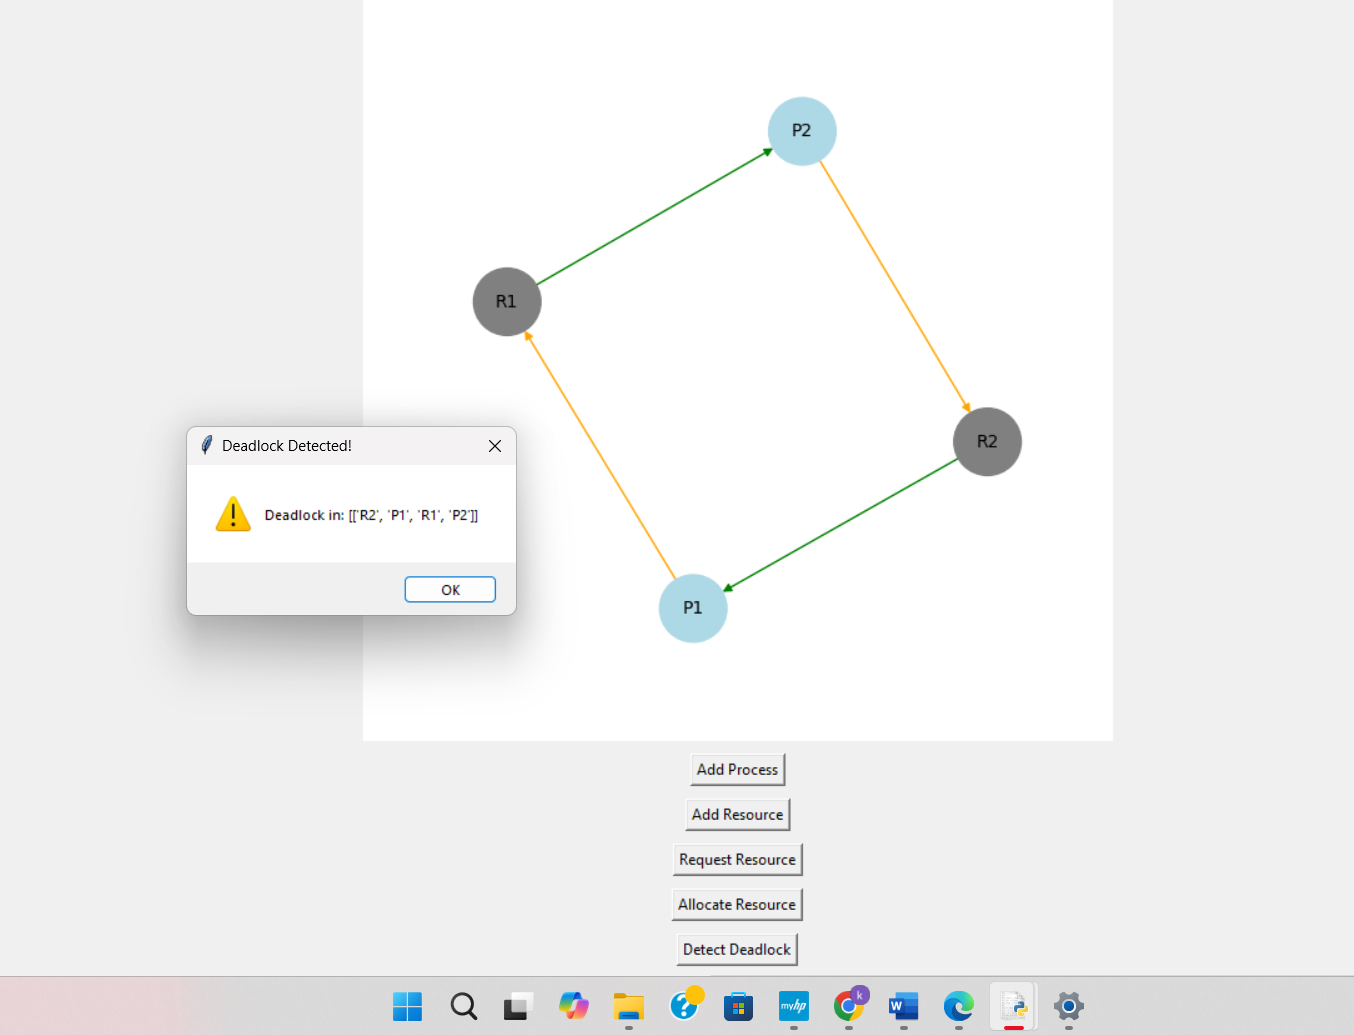 P2
R1
R2
Deadlock Detected!
Deadlock in: [['R2', 'P1', 'R1', 'P2']]
OK
P1
Add Process
Add Resource
Request Resource
Allocate Resource
Detect Deadlock
? myhp k W